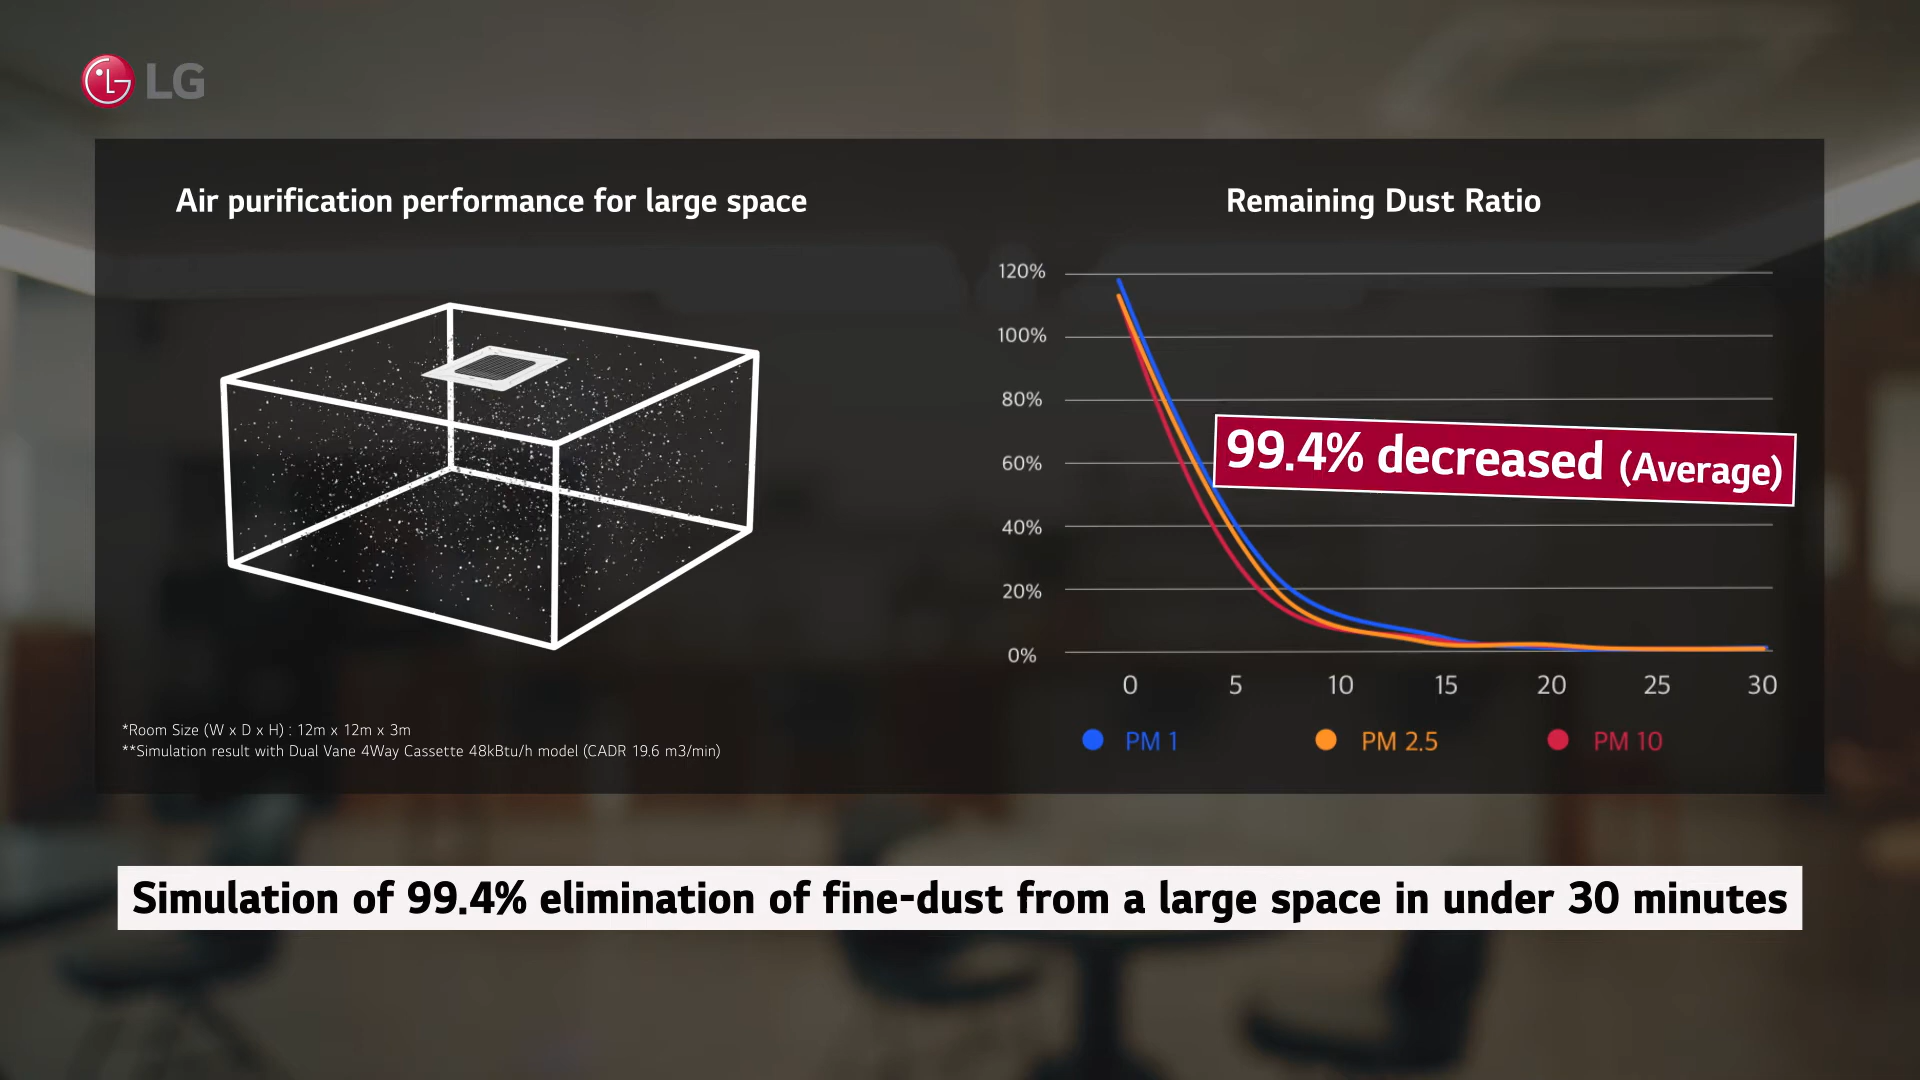 LG
Air purification performance for large space
*Room Size (W x D x H) : 12m x 12m x 3m
**Simulation result with Dual Vane 4Way Cassette 48kBtu/h model (CADR 19.6 m3/min)
Remaining Dust Ratio
120%
100%
80%
60%
40%
20%
0%
99.4% decreased (Average)
0 5 10 15 20 25 30
PM 1 PM 2.5 PM 10
Simulation of 99.4% elimination of fine-dust from a large space in under 30 minutes